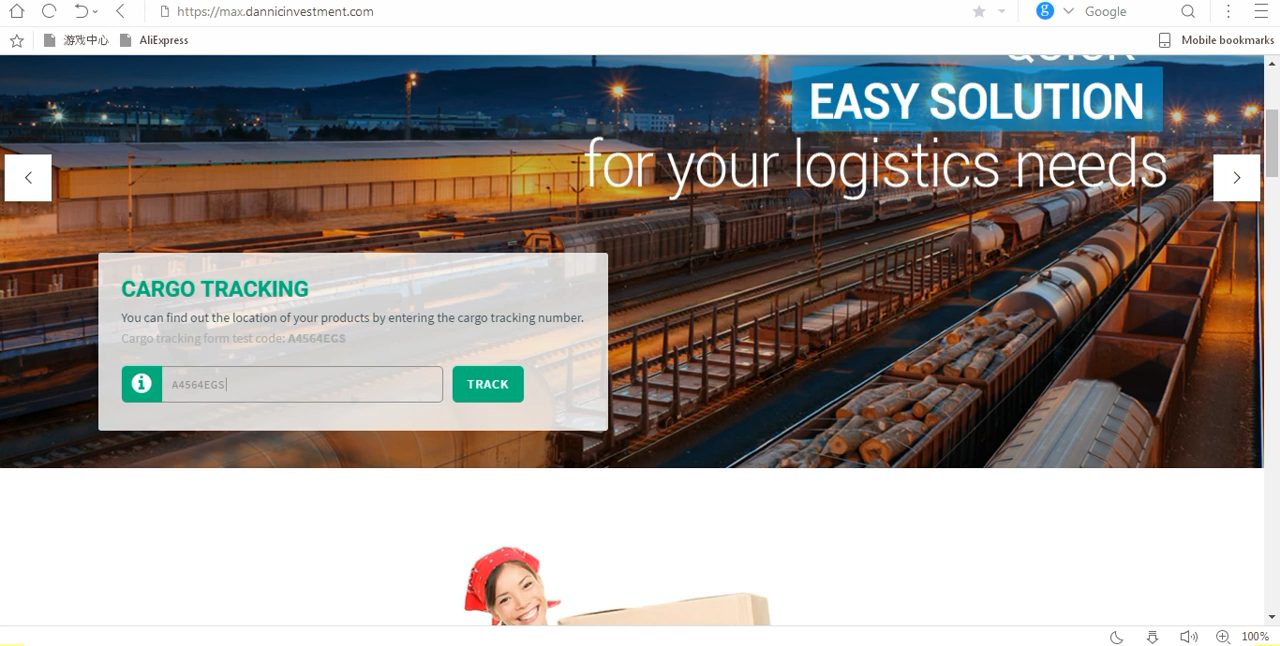 https://max.dannicinvestment.com
Google
游戏中心
AliExpress
Mobile bookmarks
QUICK
EASY SOLUTION
for your logistics needs
CARGO TRACKING
You can find out the location of your products by entering the cargo tracking number.
Cargo tracking form test code: A4564EGS
A4564EGS
TRACK
100%